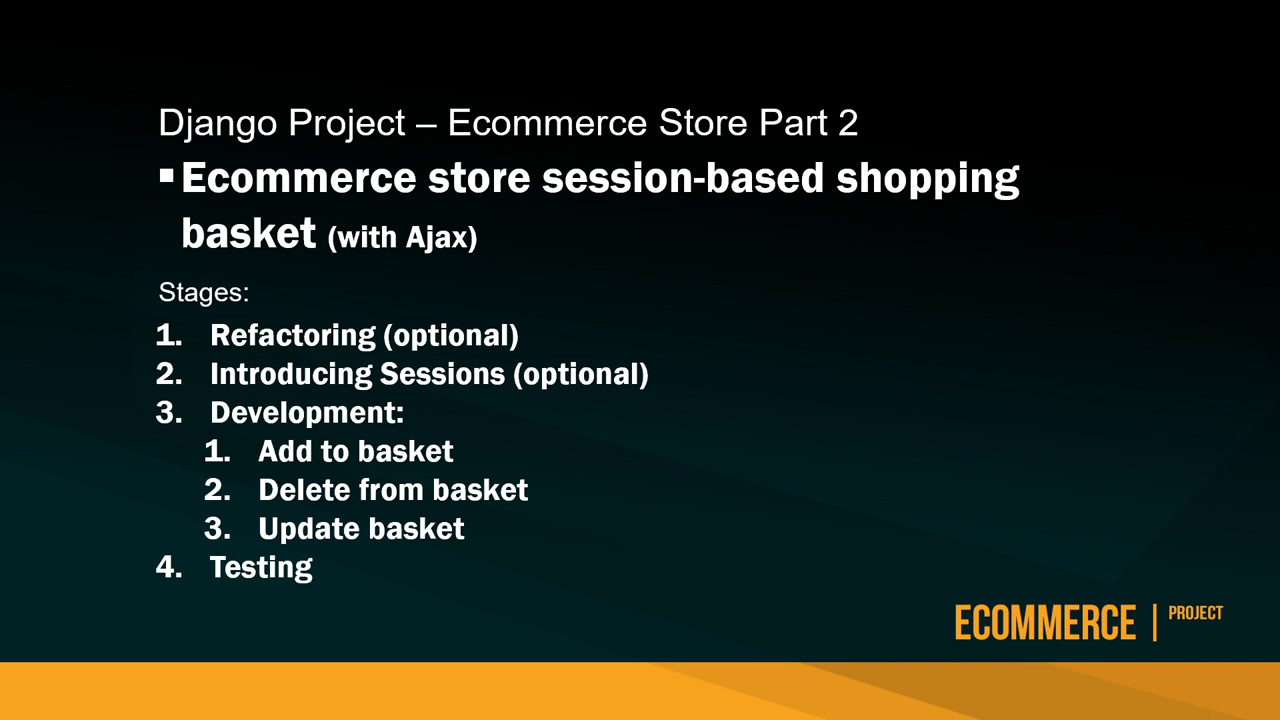 Django Project – Ecommerce Store Part 2
▪Ecommerce store session-based shopping
basket (with Ajax)
Stages:
1. Refactoring (optional)
2. Introducing Sessions (optional)
3. Development:
1. Add to basket
2. Delete from basket
3. Update basket
4. Testing
ECOMMERCE | PROJECT